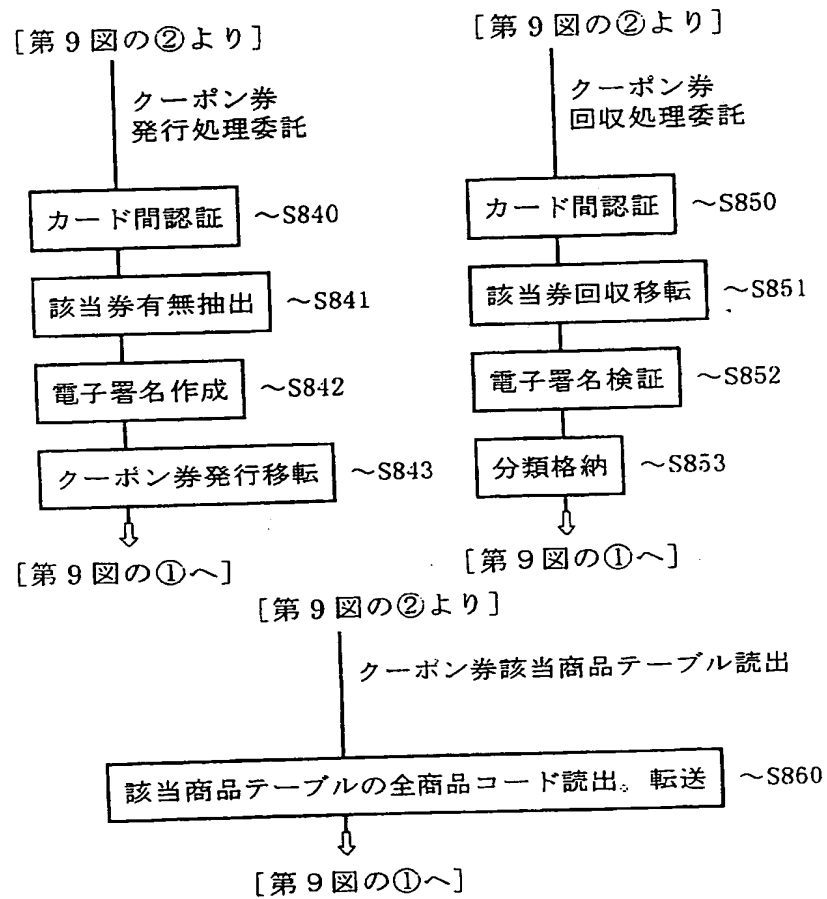 [第9図の②より]
クーポン券
発行処理委託
カード間認証 ～S840
該当券有無抽出 ～S841
電子署名作成 ～S842
クーポン券発行移転 ～S843
[第9図の①へ]
[第9図の②より]
クーポン券
回収処理委託
カード間認証 ～S850
該当券回収移転 ～S851
電子署名検証 ～S852
分類格納 ～S853
[第9図の①へ]
[第9図の②より]
クーポン券該当商品テーブル読出
該当商品テーブルの全商品コード読出。転送 ～S860
[第9図の①へ]